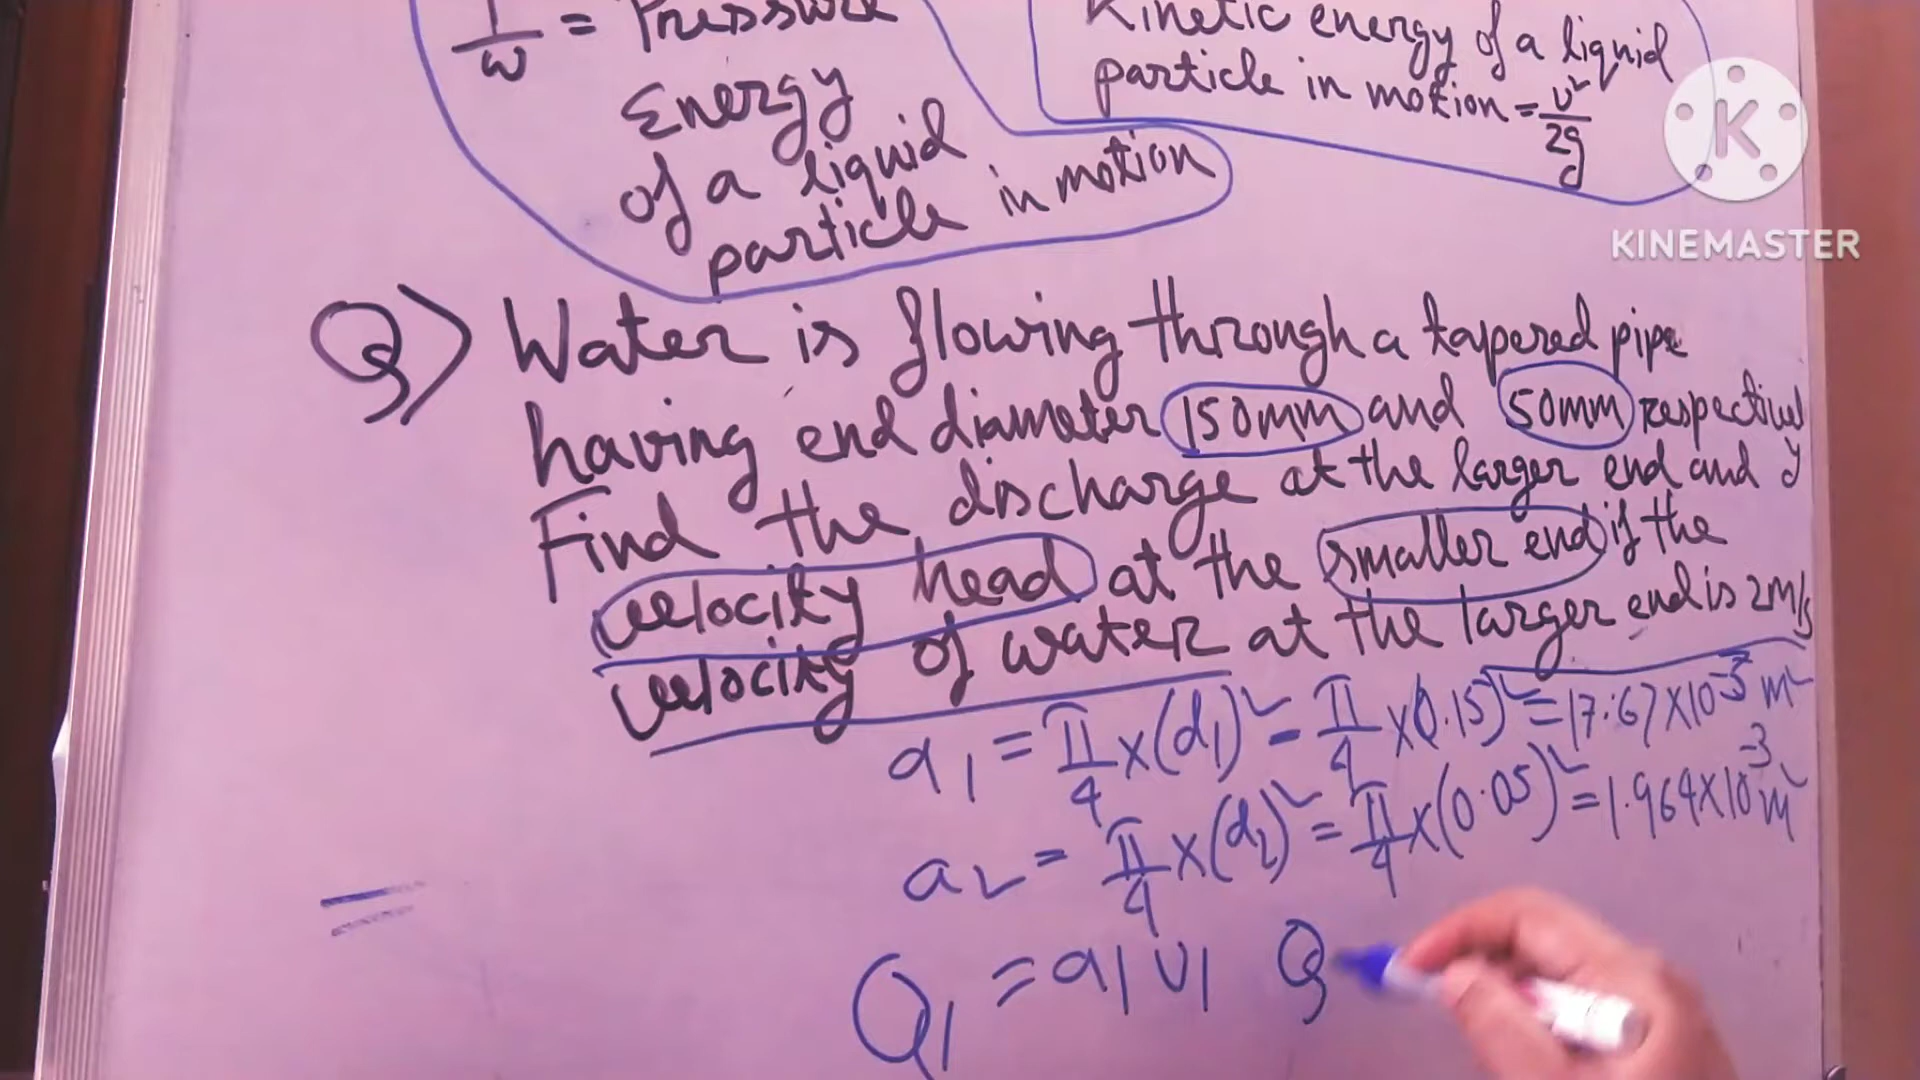 P/w = Pressure
Energy
of a liquid
particle in motion
Kinetic energy of a liquid
particle in motion = v²/2g
KINEMASTER
Q) Water is flowing through a tapered pipe
having end diameter 150mm and 50mm respectively
Find the discharge at the larger end and
velocity head at the smaller end if the
velocity of water at the larger end is 2M/s
a1 = π/4 × (d1)² = π/4 × (0.15)² = 17.67 × 10⁻³ m²
a2 = π/4 × (d2)² = π/4 × (0.05)² = 1.964 × 10⁻³ m²
Q1 = a1 v1 Q